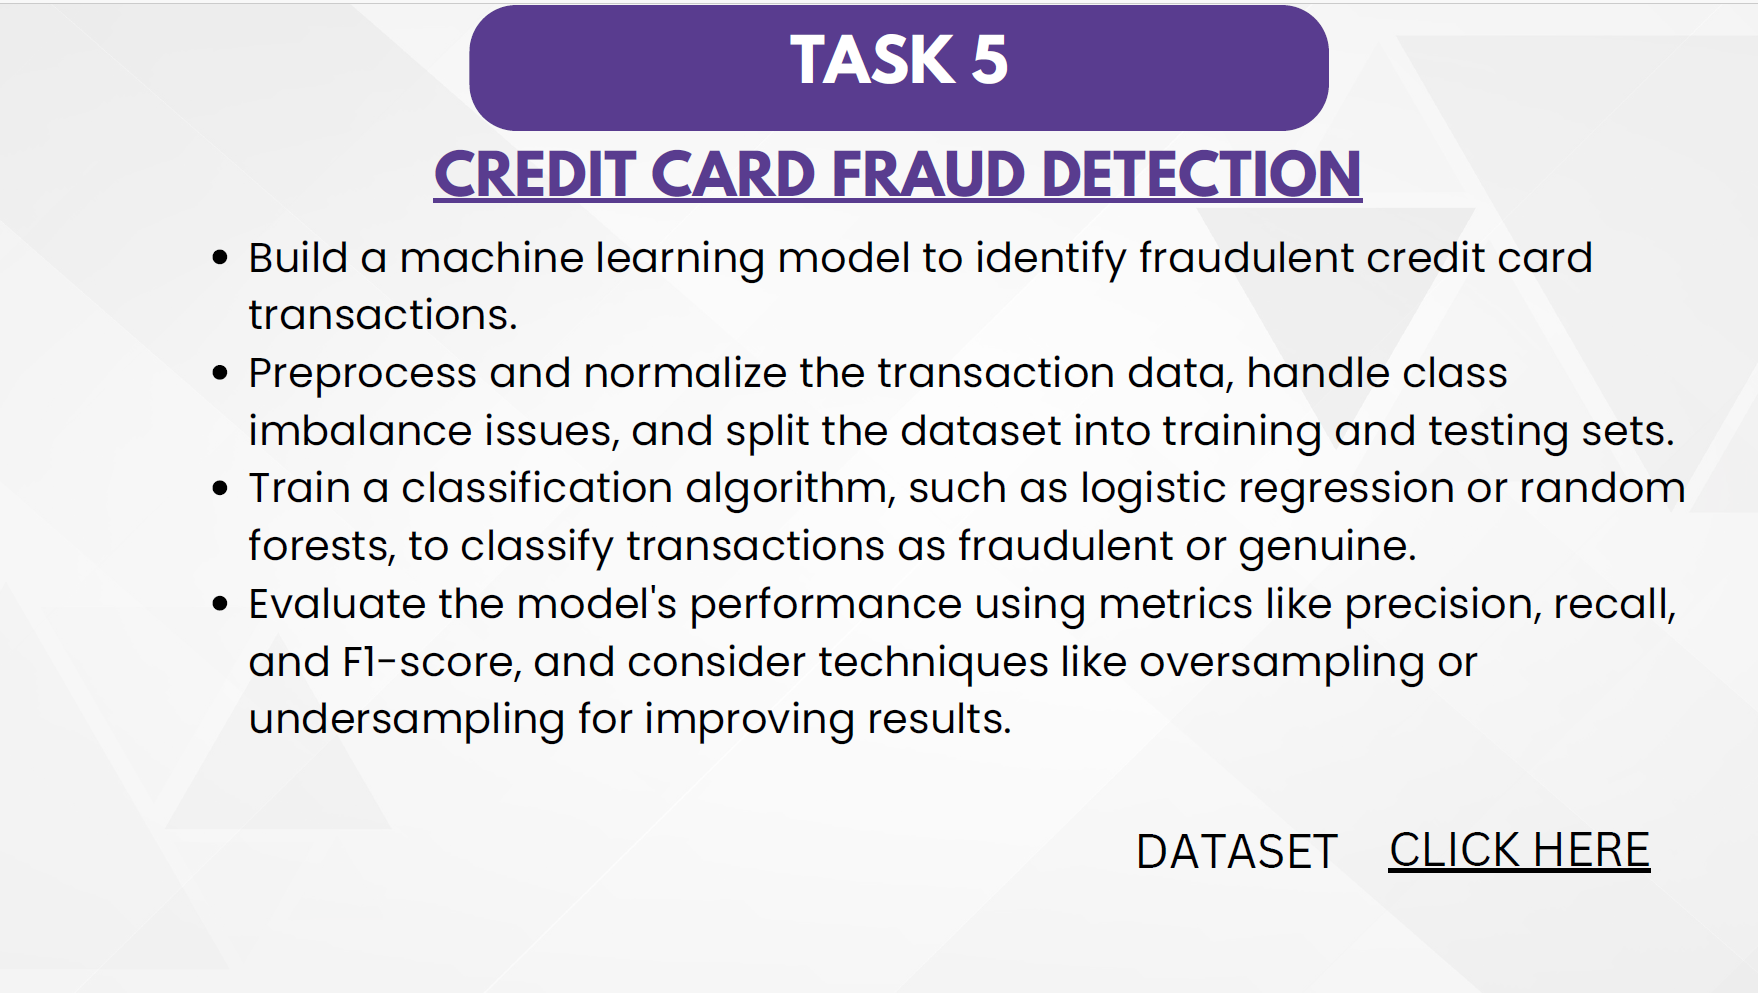 TASK 5
CREDIT CARD FRAUD DETECTION
• Build a machine learning model to identify fraudulent credit card
transactions.
• Preprocess and normalize the transaction data, handle class
imbalance issues, and split the dataset into training and testing sets.
• Train a classification algorithm, such as logistic regression or random
forests, to classify transactions as fraudulent or genuine.
• Evaluate the model's performance using metrics like precision, recall,
and F1-score, and consider techniques like oversampling or
undersampling for improving results.
DATASET CLICK HERE